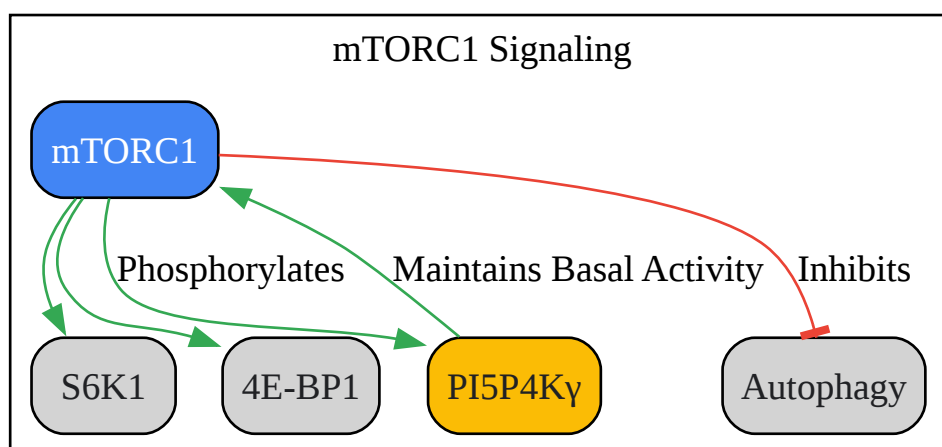 mTORC1 Signaling
mTORC1
Phosphorylates
Maintains Basal Activity
Inhibits
S6K1
4E-BP1
PI5P4Kγ
Autophagy